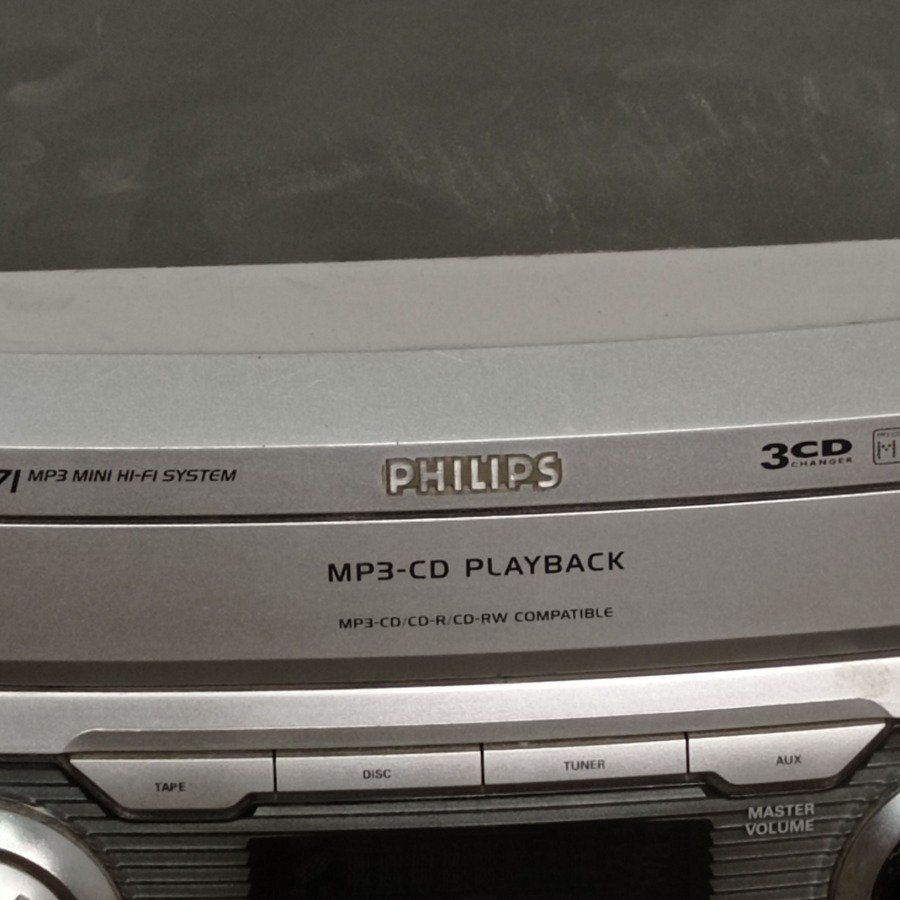 71 MP3 MINI HI-FI SYSTEM
PHILIPS
3CD
CHANGER
MP3-CD PLAYBACK
MP3-CD/CD-R/CD-RW COMPATIBLE
TAPE
DISC
TUNER
AUX
MASTER
VOLUME